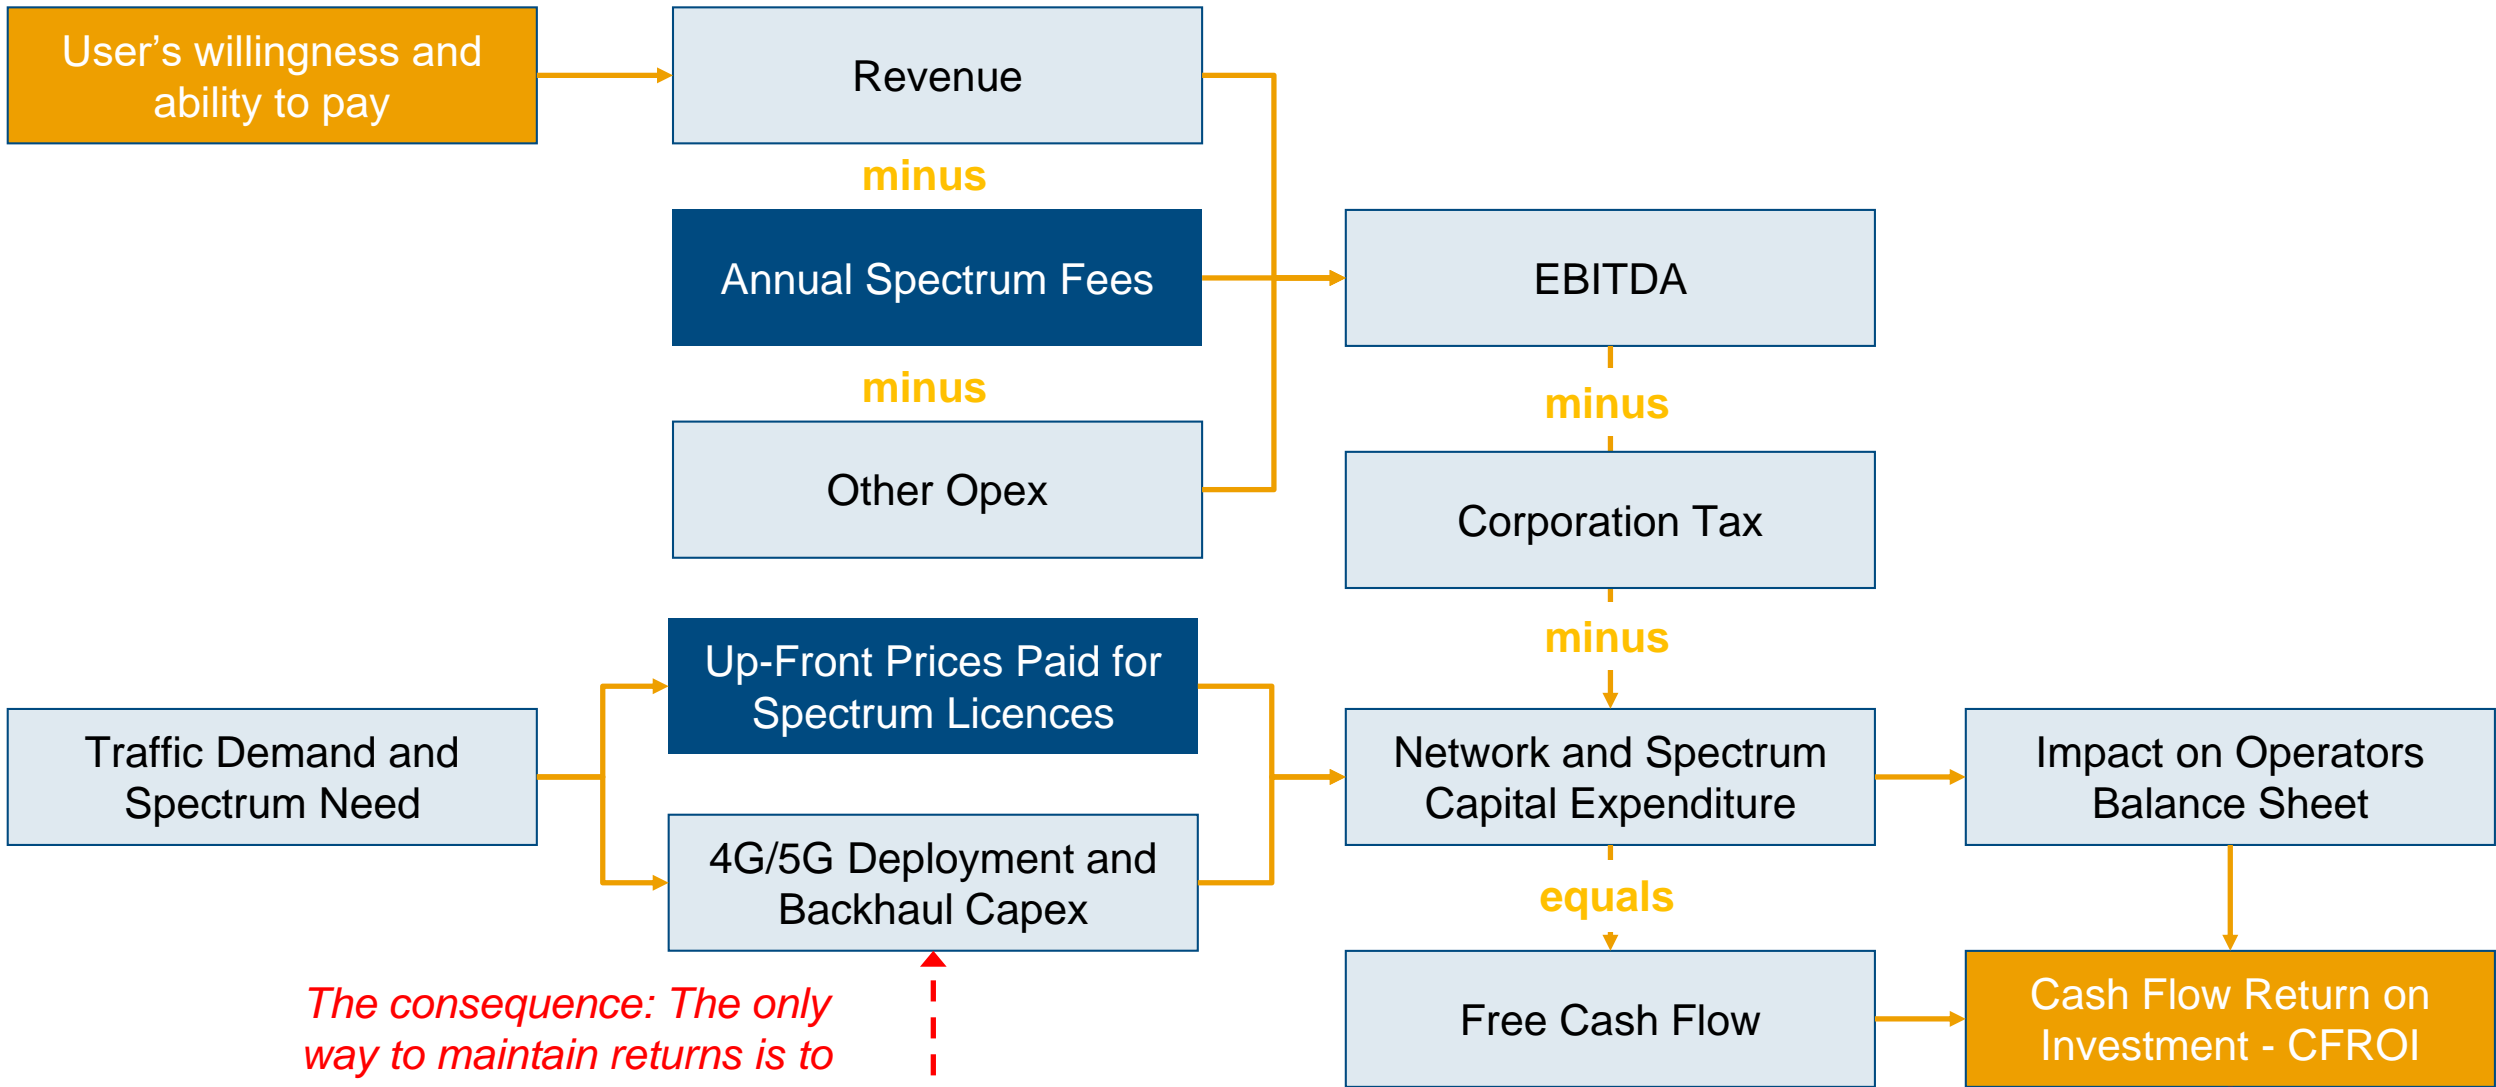 User’s willingness and
ability to pay
Revenue
minus
Annual Spectrum Fees
minus
Other Opex
EBITDA
minus
Corporation Tax
minus
Traffic Demand and
Spectrum Need
Up-Front Prices Paid for
Spectrum Licences
4G/5G Deployment and
Backhaul Capex
Network and Spectrum
Capital Expenditure
Impact on Operators
Balance Sheet
equals
Free Cash Flow
Cash Flow Return on
Investment - CFROI
The consequence: The only
way to maintain returns is to